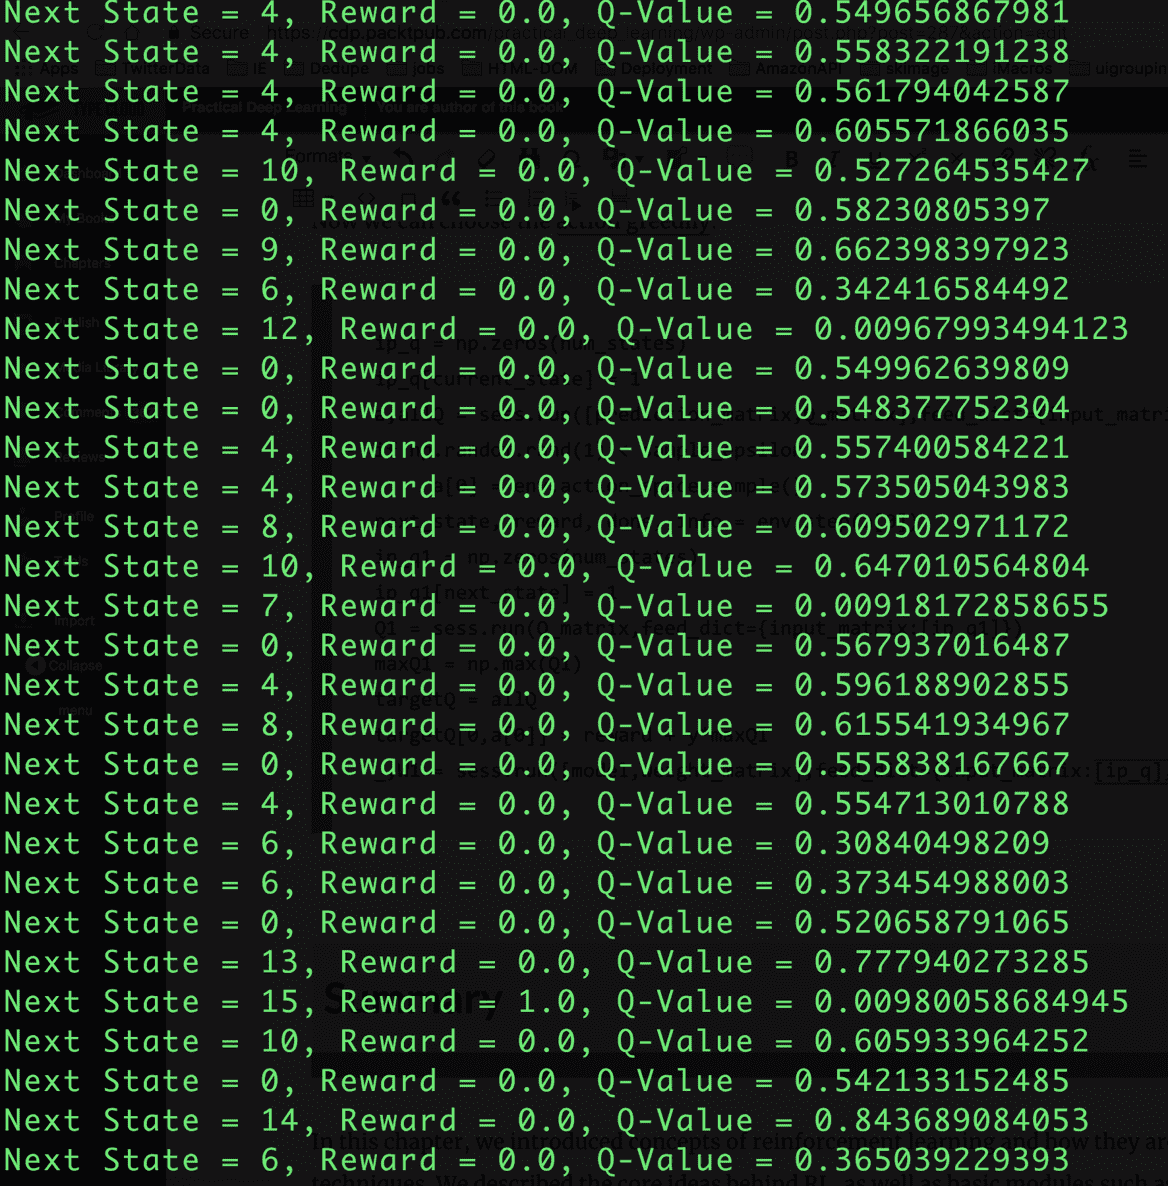 Next State = 4, Reward = 0.0, Q-Value = 0.549656867981
Next State = 4, Reward = 0.0, Q-Value = 0.558322191238
Next State = 4, Reward = 0.0, Q-Value = 0.561794042587
Next State = 4, Reward = 0.0, Q-Value = 0.605571866035
Next State = 10, Reward = 0.0, Q-Value = 0.527264535427
Next State = 0, Reward = 0.0, Q-Value = 0.58230805397
Next State = 9, Reward = 0.0, Q-Value = 0.662398397923
Next State = 6, Reward = 0.0, Q-Value = 0.342416584492
Next State = 12, Reward = 0.0, Q-Value = 0.00967993494123
Next State = 0, Reward = 0.0, Q-Value = 0.549962639809
Next State = 0, Reward = 0.0, Q-Value = 0.548377752304
Next State = 4, Reward = 0.0, Q-Value = 0.557400584221
Next State = 4, Reward = 0.0, Q-Value = 0.573505043983
Next State = 8, Reward = 0.0, Q-Value = 0.609502971172
Next State = 10, Reward = 0.0, Q-Value = 0.647010564804
Next State = 7, Reward = 0.0, Q-Value = 0.00918172858655
Next State = 0, Reward = 0.0, Q-Value = 0.567937016487
Next State = 4, Reward = 0.0, Q-Value = 0.596188902855
Next State = 8, Reward = 0.0, Q-Value = 0.615541934967
Next State = 0, Reward = 0.0, Q-Value = 0.555838167667
Next State = 4, Reward = 0.0, Q-Value = 0.554713010788
Next State = 6, Reward = 0.0, Q-Value = 0.30840498209
Next State = 6, Reward = 0.0, Q-Value = 0.373454988003
Next State = 0, Reward = 0.0, Q-Value = 0.520658791065
Next State = 13, Reward = 0.0, Q-Value = 0.777940273285
Next State = 15, Reward = 1.0, Q-Value = 0.00980058684945
Next State = 10, Reward = 0.0, Q-Value = 0.605933964252
Next State = 0, Reward = 0.0, Q-Value = 0.542133152485
Next State = 14, Reward = 0.0, Q-Value = 0.843689084053
Next State = 6, Reward = 0.0, Q-Value = 0.365039229393